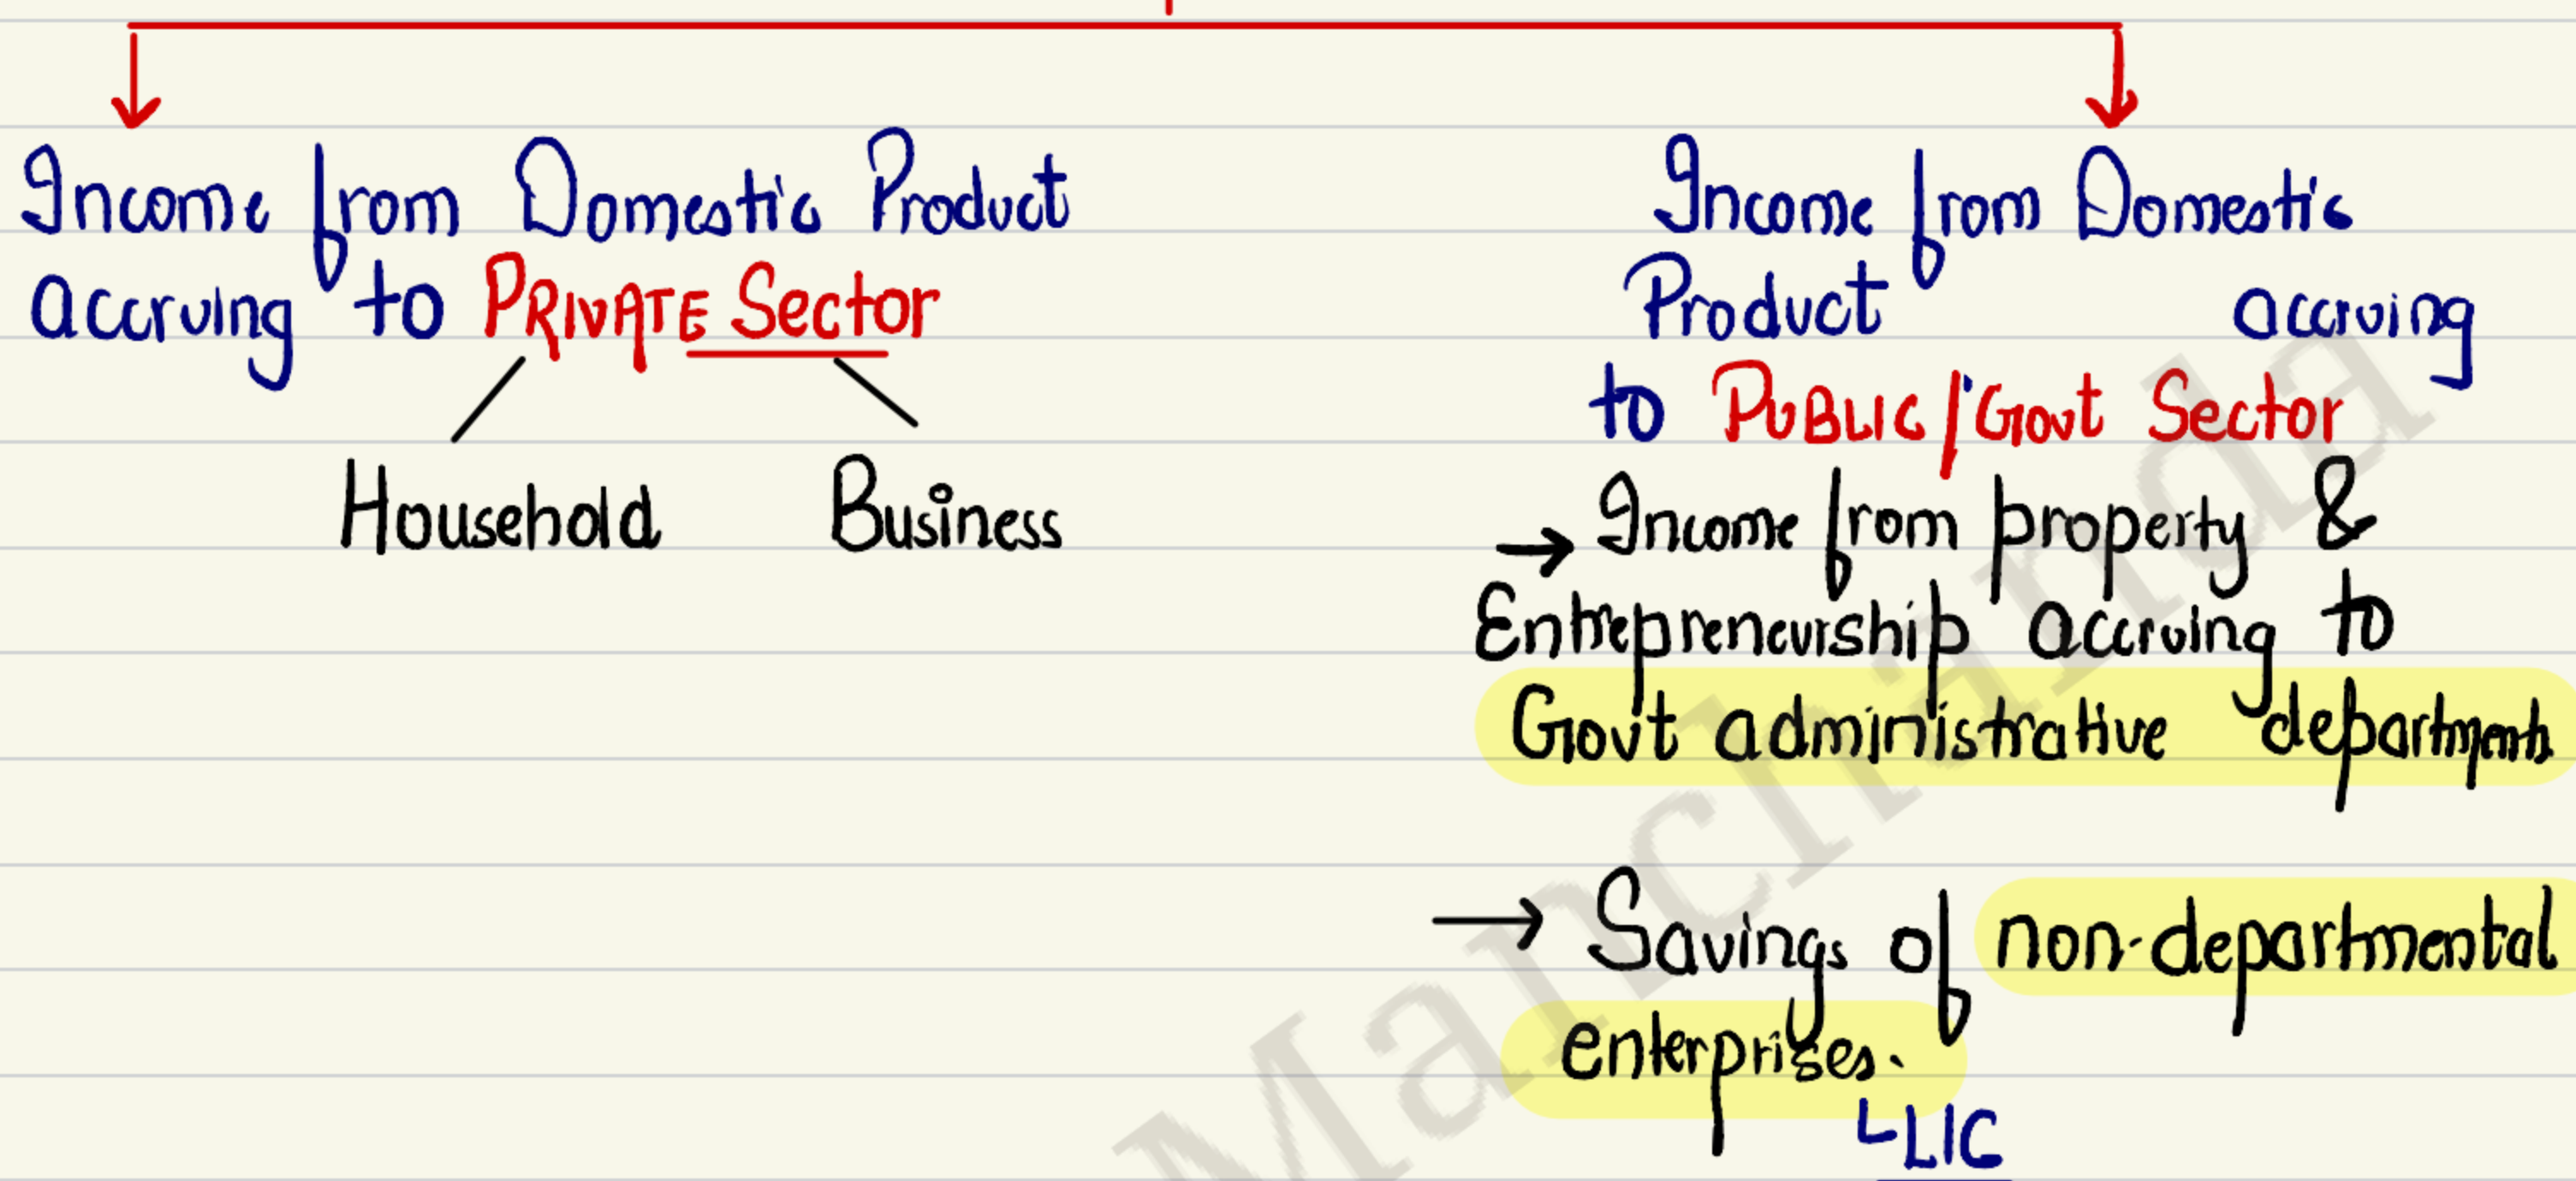 Income from Domestic Product
accruing to PRIVATE Sector
Household Business
Income from Domestic
Product accruing
to PUBLIC/Govt Sector
→ Income from property &
Entrepreneurship accruing to
Govt administrative departments
→ Savings of non-departmental
enterprises.
LIC
Manchanda